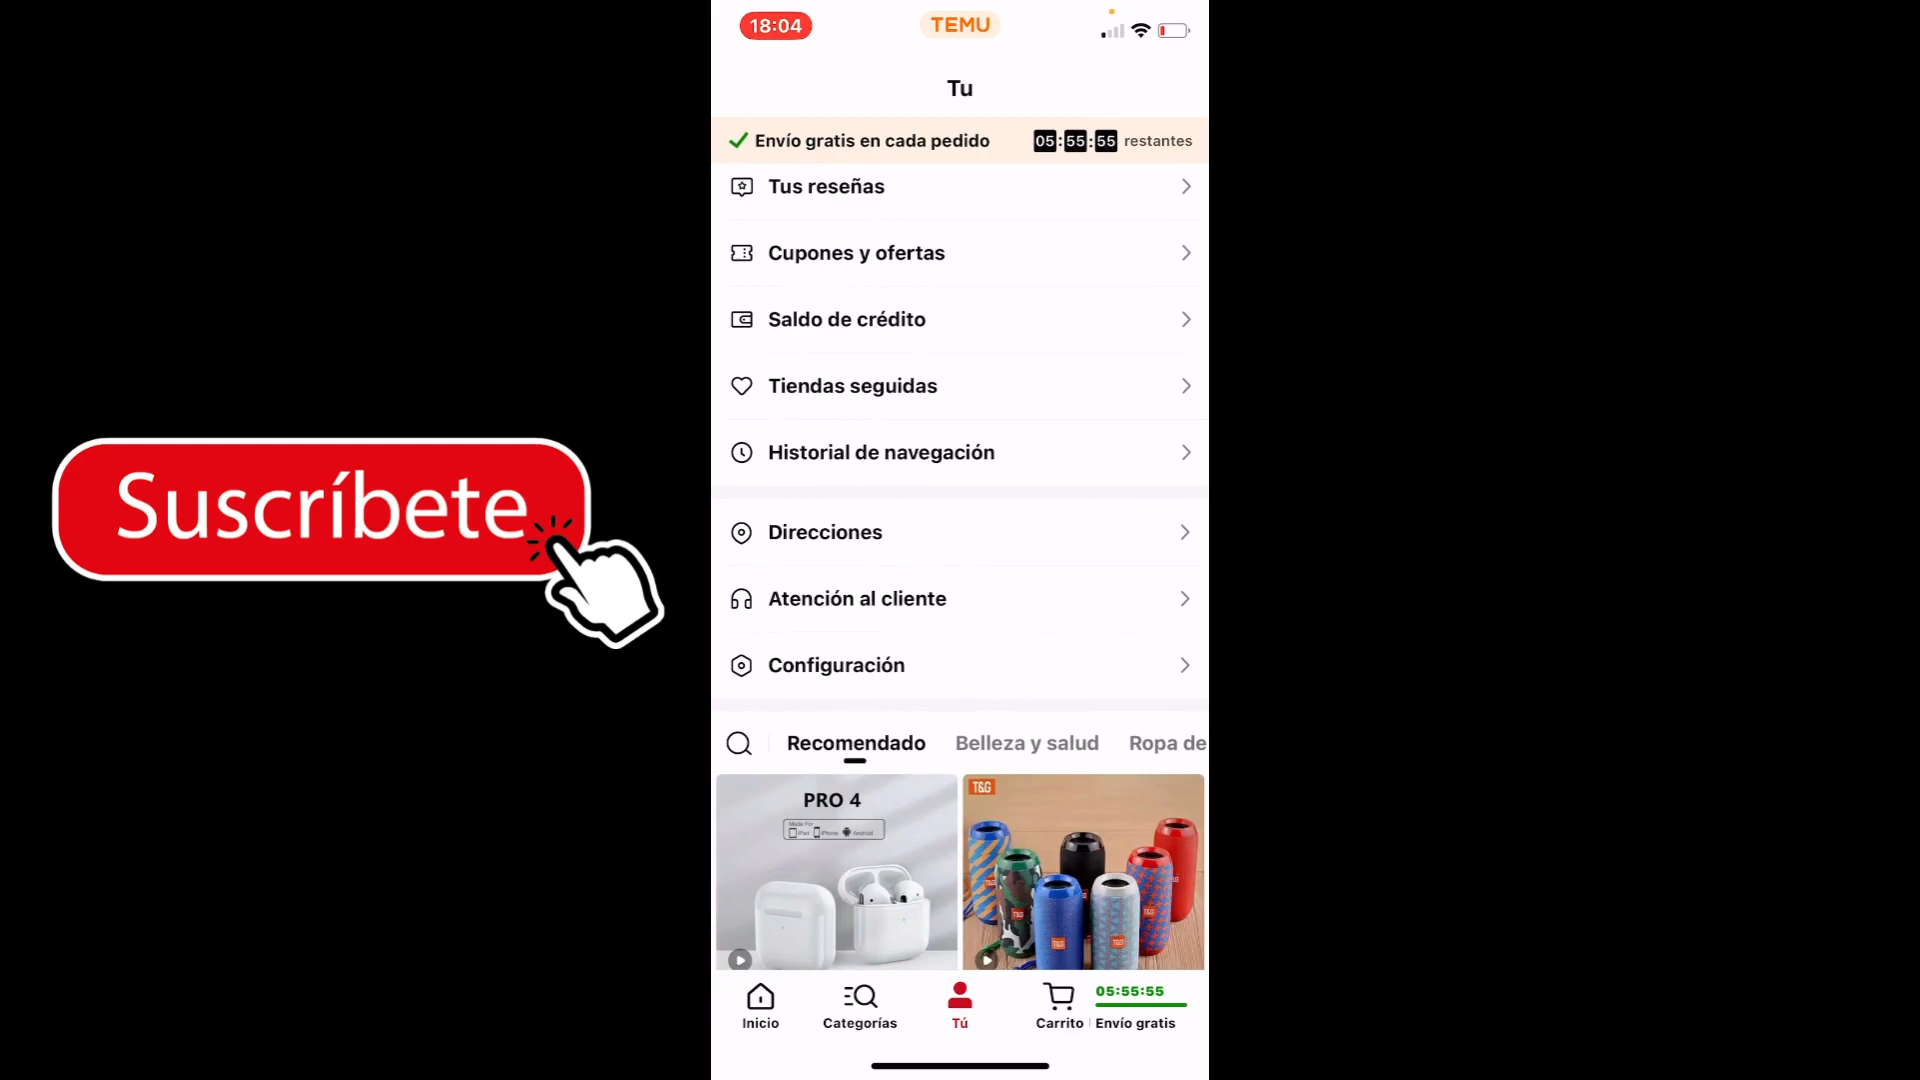 18:04
TEMU
Tu
Envío gratis en cada pedido 05:55:55 restantes
Tus reseñas
Cupones y ofertas
Saldo de crédito
Tiendas seguidas
Historial de navegación
Direcciones
Atención al cliente
Configuración
Suscríbete
Recomendado Belleza y salud Ropa de
PRO 4
Made For
iPad iPhone Android
T&G
T&G
T&G
T&G
T&G
05:55:55
Inicio Categorías Tú Carrito Envío gratis